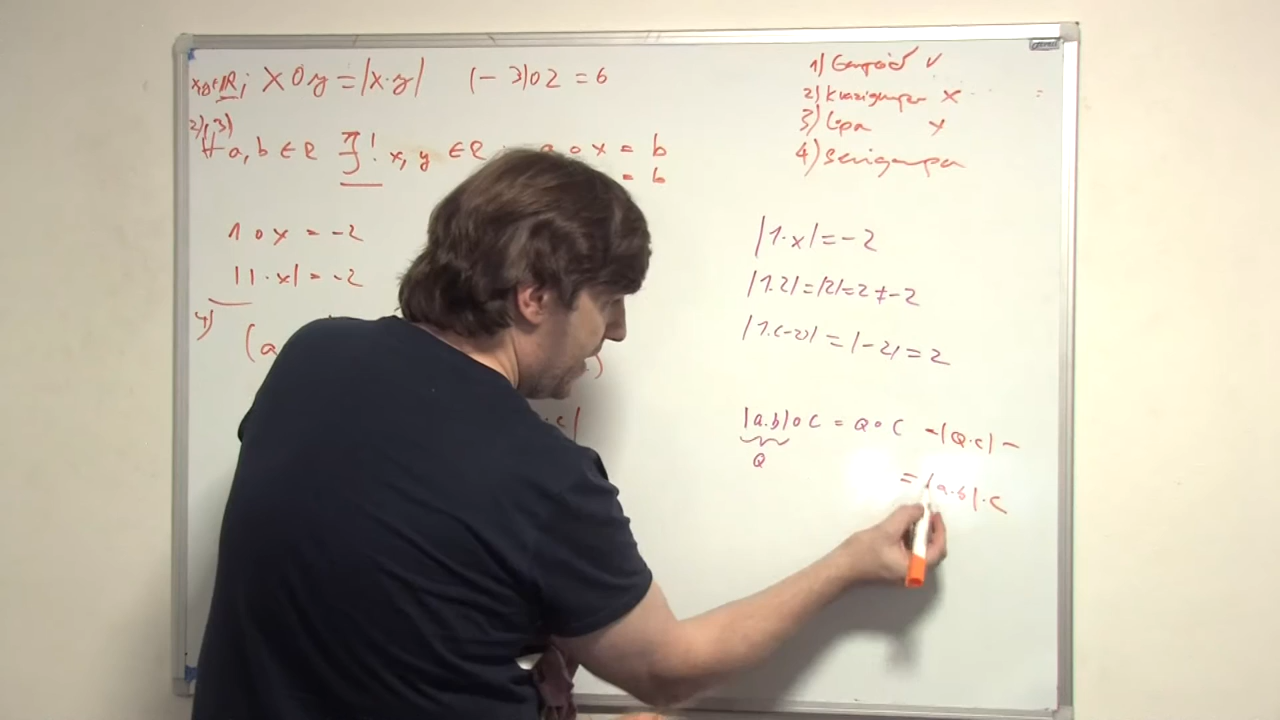 x,y∈ℝ; x∘y=|x·y| (-3)∘2=6
2),3)
∀a,b∈R ∃! x,y∈R : a∘x=b
=b
1∘x=-2
|1·x|=-2
4)
(a )
·c|
1) Grupoid ✓
2) Kvazigrupa ×
3) Lupa ×
4) Semigrupa
|1·x|=-2
|1·2|=|2|=2≠-2
|1·(-2)|=|-2|=2
|a·b|∘c=Q∘c=|Q·c|=
Q
=|a·b|·c